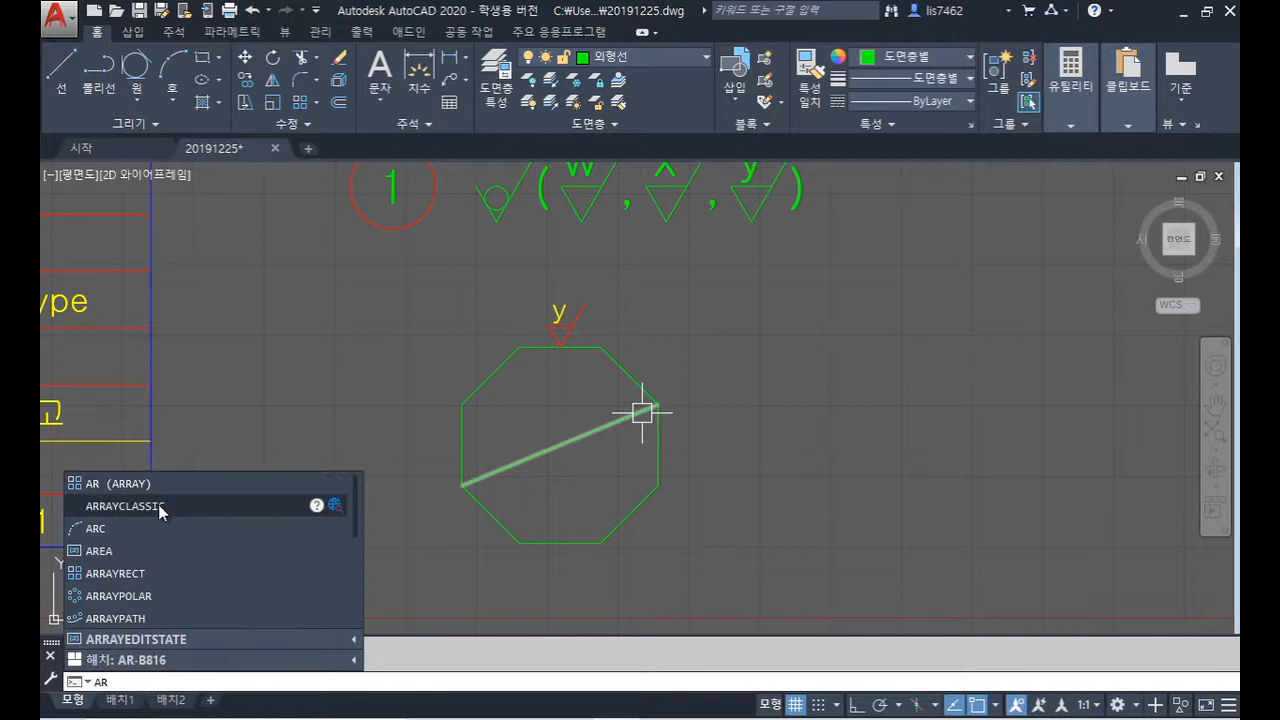 Autodesk AutoCAD 2020 - 학생용 버전 C:\Use...\20191225.dwg 키워드 또는 구절 입력 lis7462
홈 삽입 주석 파라메트릭 뷰 관리 출력 애드인 공동 작업 주요 응용프로그램
선 폴리선 원 호 문자 치수 도면층 특성 외형선 삽입 특성 일치 도면층별 도면층별 ByLayer 그룹 유틸리티 클립보드 기준
그리기 수정 주석 도면층 블록 특성 그룹 뷰
시작 20191225*
[−][평면도][2D 와이어프레임]
1 ( w , x , y )
북
시 동
남
WCS
ype
y
고
AR (ARRAY)
ARRAYCLASSIC
ARC
AREA
ARRAYRECT
ARRAYPOLAR
ARRAYPATH
ARRAYEDITSTATE
해치: AR-B816
Y
AR
모형 배치1 배치2 +
모형 1:1